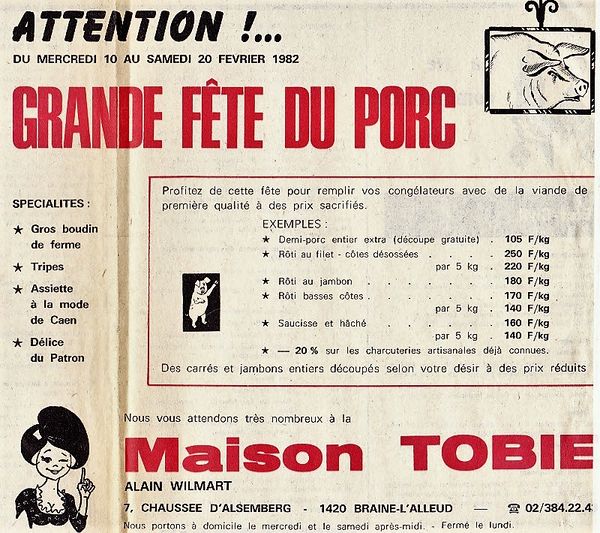 ATTENTION !...
DU MERCREDI 10 AU SAMEDI 20 FEVRIER 1982
GRANDE FÊTE DU PORC
SPECIALITES :
★ Gros boudin
de ferme
★ Tripes
★ Assiette
à la mode
de Caen
★ Délice
du Patron
Profitez de cette fête pour remplir vos congélateurs avec de la viande de
première qualité à des prix sacrifiés.
EXEMPLES :
★ Demi-porc entier extra (découpe gratuite) . 105 F/kg
★ Rôti au filet - côtes désossées . . . . . 250 F/kg
par 5 kg . 220 F/kg
★ Rôti au jambon . . . . . . . . 180 F/kg
★ Rôti basses côtes . . . . . . . 170 F/kg
par 5 kg . 140 F/kg
★ Saucisse et hâché . . . . . . 160 F/kg
par 5 kg . 140 F/kg
★ — 20 % sur les charcuteries artisanales déjà connues.
Des carrés et jambons entiers découpés selon votre désir à des prix réduits
Nous vous attendons très nombreux à la
Maison TOBIE
ALAIN WILMART
7, CHAUSSEE D'ALSEMBERG - 1420 BRAINE-L'ALLEUD — ☎ 02/384.22.4
Nous portons à domicile le mercredi et le samedi après-midi. - Fermé le lundi.